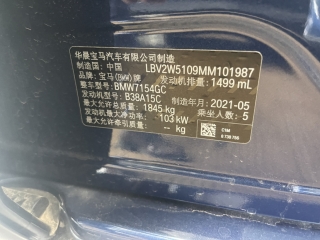 华晨宝马汽车有限公司制造
制造国: 中国 LBV2W5109MM101987
品牌: 宝马(BMW)牌 发动机排量: 1499 mL
整车型号: BMW7154GC
发动机型号: B38A15C 制造年月: 2021-05
最大允许总质量: 1845 kg 乘坐人数: 5
发动机最大净功率: 103 kW
最大允许牵引质量: -- kg